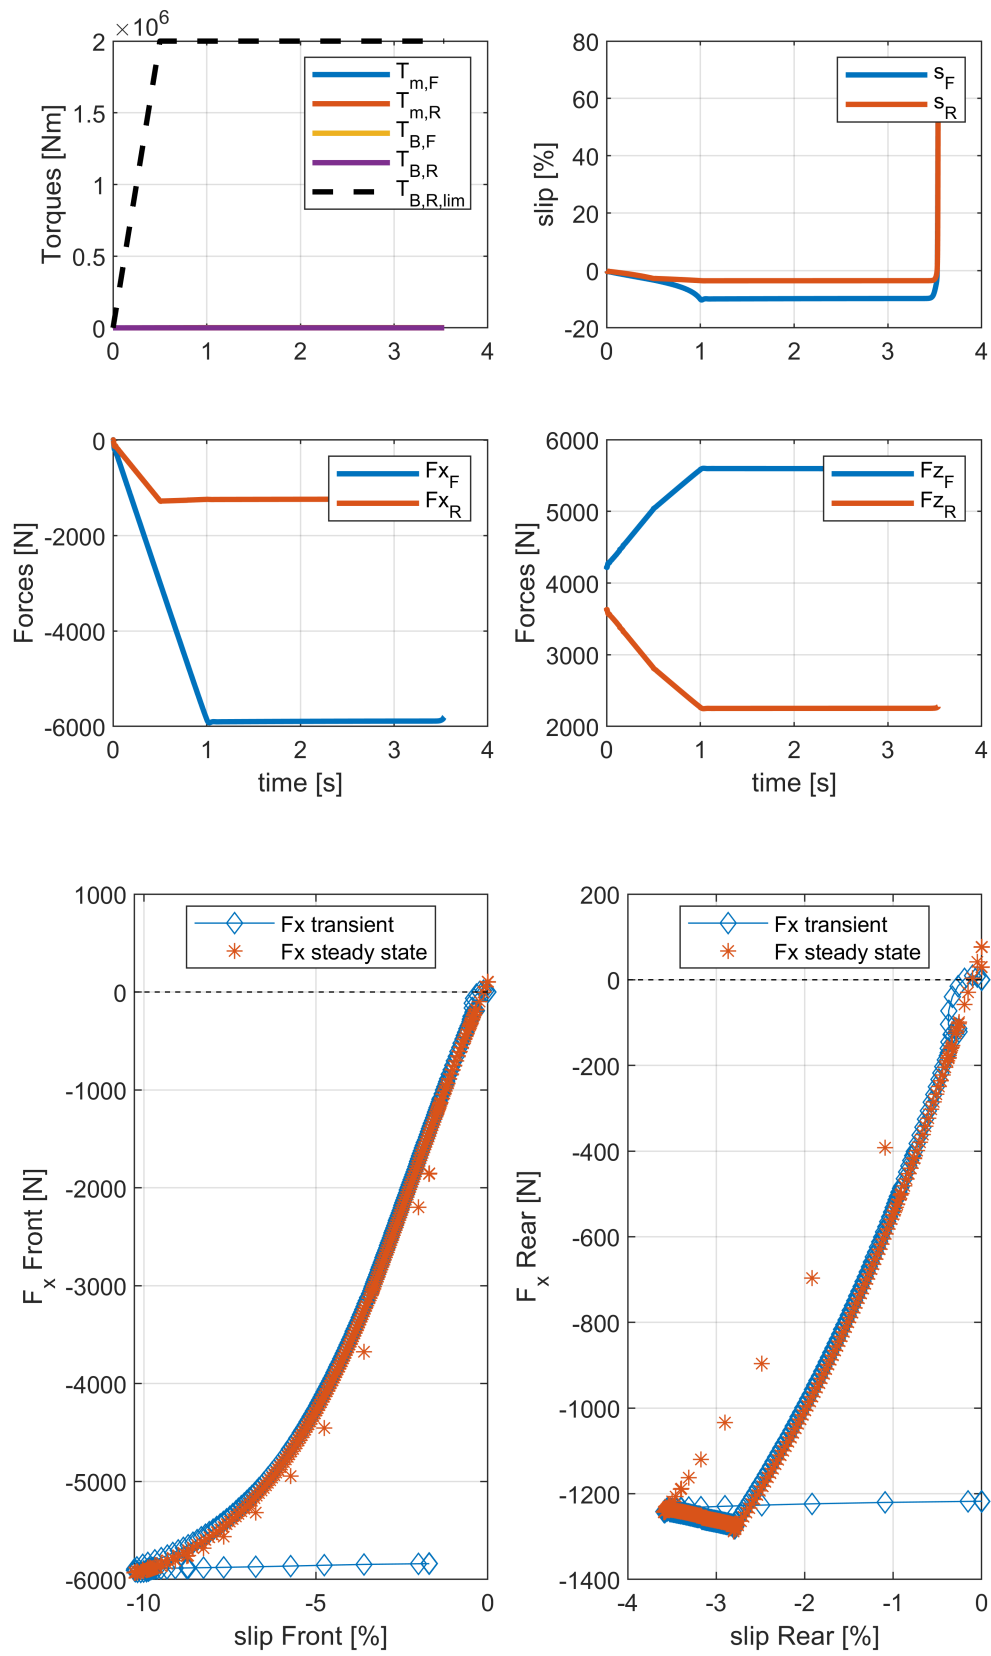 ×10^6
2
1.5
1
0.5
0
Torques [Nm]
0 1 2 3 4
T_m,F
T_m,R
T_B,F
T_B,R
T_B,R,lim
80
60
40
20
0
-20
slip [%]
0 1 2 3 4
s_F
s_R
0
-2000
-4000
-6000
Forces [N]
0 1 2 3 4
time [s]
Fx_F
Fx_R
6000
5000
4000
3000
2000
Forces [N]
0 1 2 3 4
time [s]
Fz_F
Fz_R
1000
0
-1000
-2000
-3000
-4000
-5000
-6000
F_x Front [N]
-10 -5 0
slip Front [%]
Fx transient
Fx steady state
200
0
-200
-400
-600
-800
-1000
-1200
-1400
F_x Rear [N]
-4 -3 -2 -1 0
slip Rear [%]
Fx transient
Fx steady state